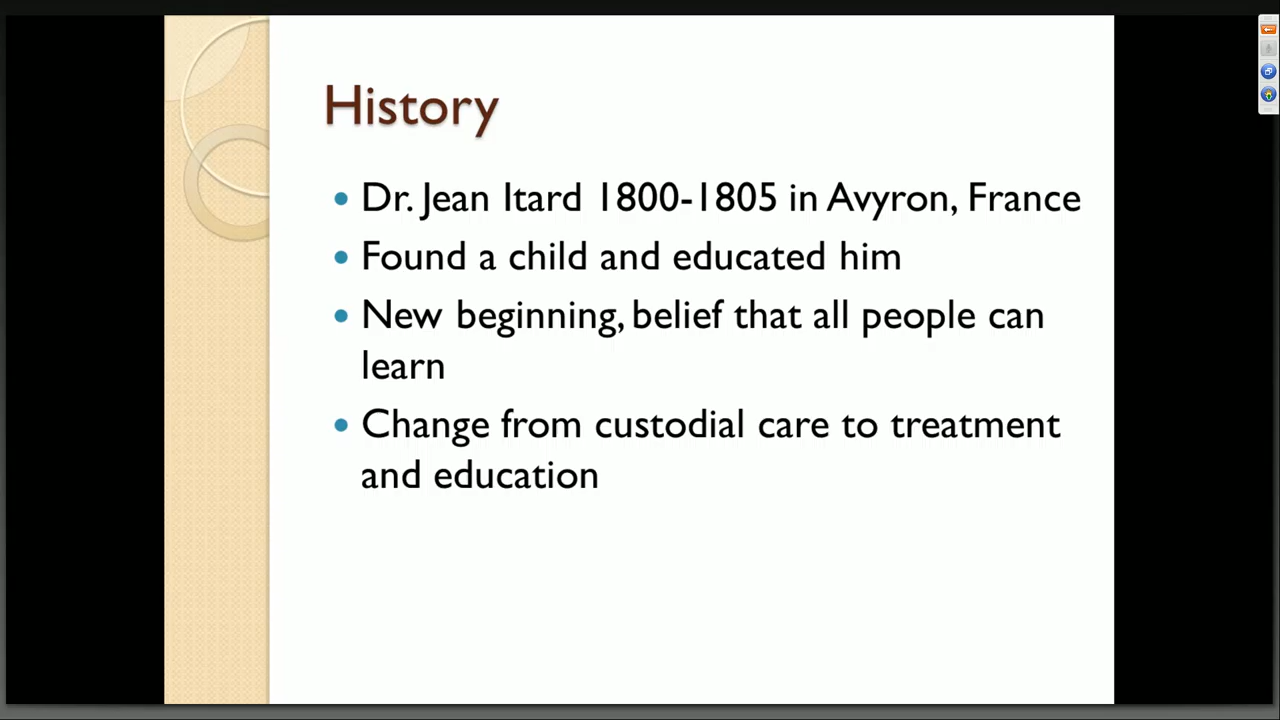 History
• Dr. Jean Itard 1800-1805 in Avyron, France
• Found a child and educated him
• New beginning, belief that all people can
learn
• Change from custodial care to treatment
and education